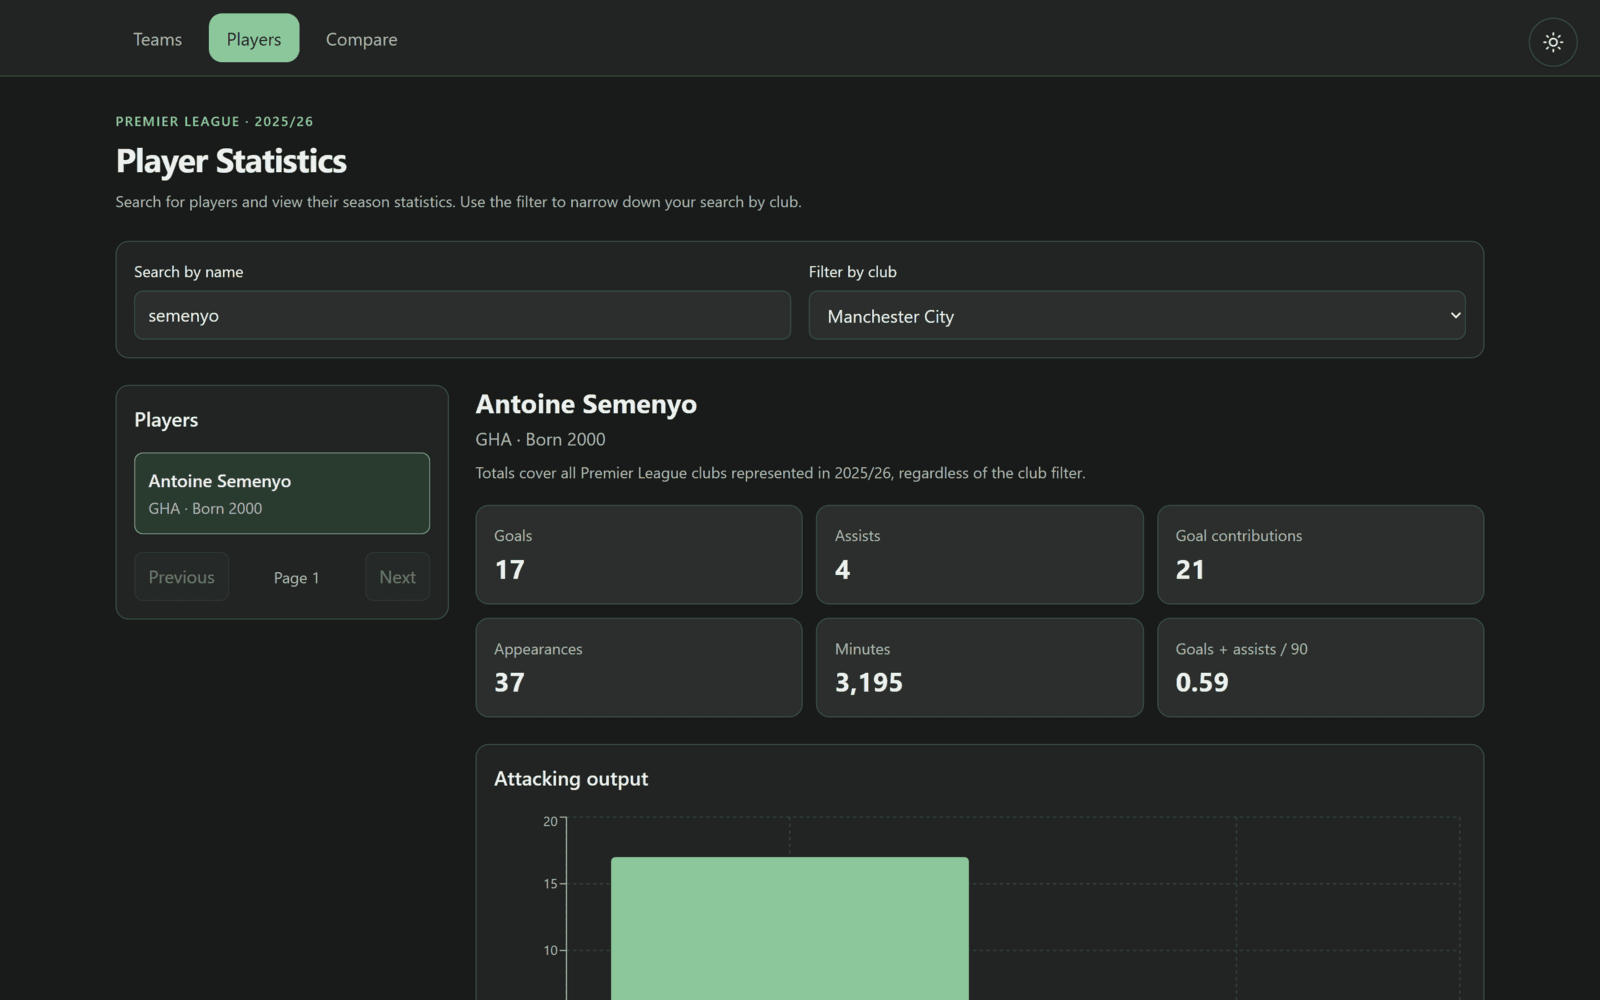 Teams Players Compare
PREMIER LEAGUE · 2025/26
Player Statistics
Search for players and view their season statistics. Use the filter to narrow down your search by club.
Search by name
semenyo
Filter by club
Manchester City
Players
Antoine Semenyo
GHA · Born 2000
Previous Page 1 Next
Antoine Semenyo
GHA · Born 2000
Totals cover all Premier League clubs represented in 2025/26, regardless of the club filter.
Goals
17
Assists
4
Goal contributions
21
Appearances
37
Minutes
3,195
Goals + assists / 90
0.59
Attacking output
20
15
10